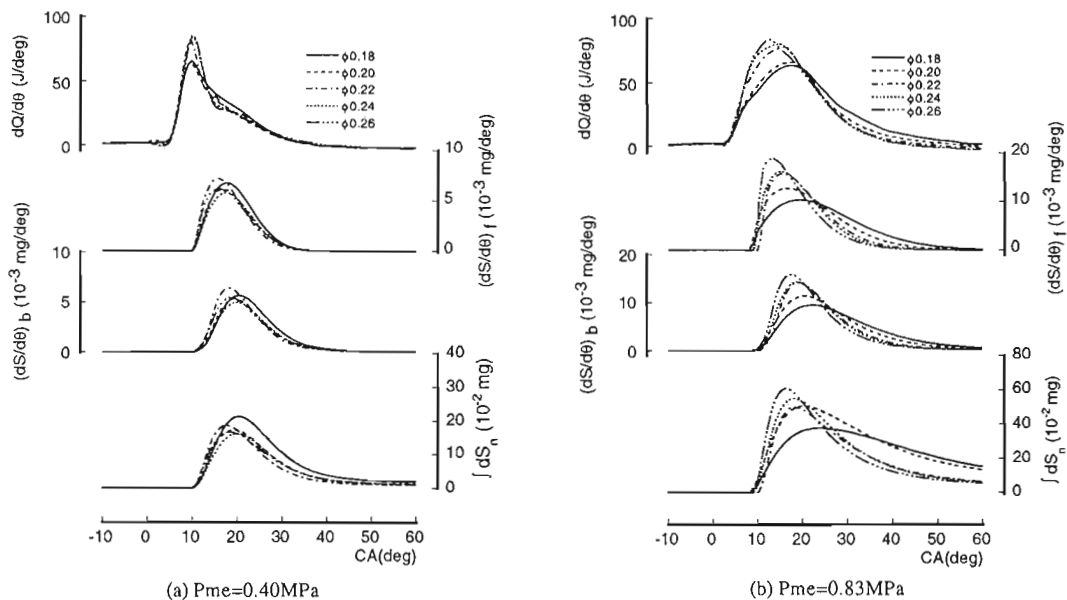 100
50
0
dQ/dθ (J/deg)
ϕ0.18
ϕ0.20
ϕ0.22
ϕ0.24
ϕ0.26
10
5
0
(dS/dθ) f (10-3 mg/deg)
10
5
0
(dS/dθ) b (10-3 mg/deg)
40
30
20
10
0
∫ dSn (10-2 mg)
-10 0 10 20 30 40 50 60
CA(deg)
(a) Pme=0.40MPa
100
50
0
dQ/dθ (J/deg)
ϕ0.18
ϕ0.20
ϕ0.22
ϕ0.24
ϕ0.26
20
10
0
(dS/dθ) f (10-3 mg/deg)
20
10
0
(dS/dθ) b (10-3 mg/deg)
80
60
40
20
0
∫ dSn (10-2 mg)
-10 0 10 20 30 40 50 60
CA(deg)
(b) Pme=0.83MPa